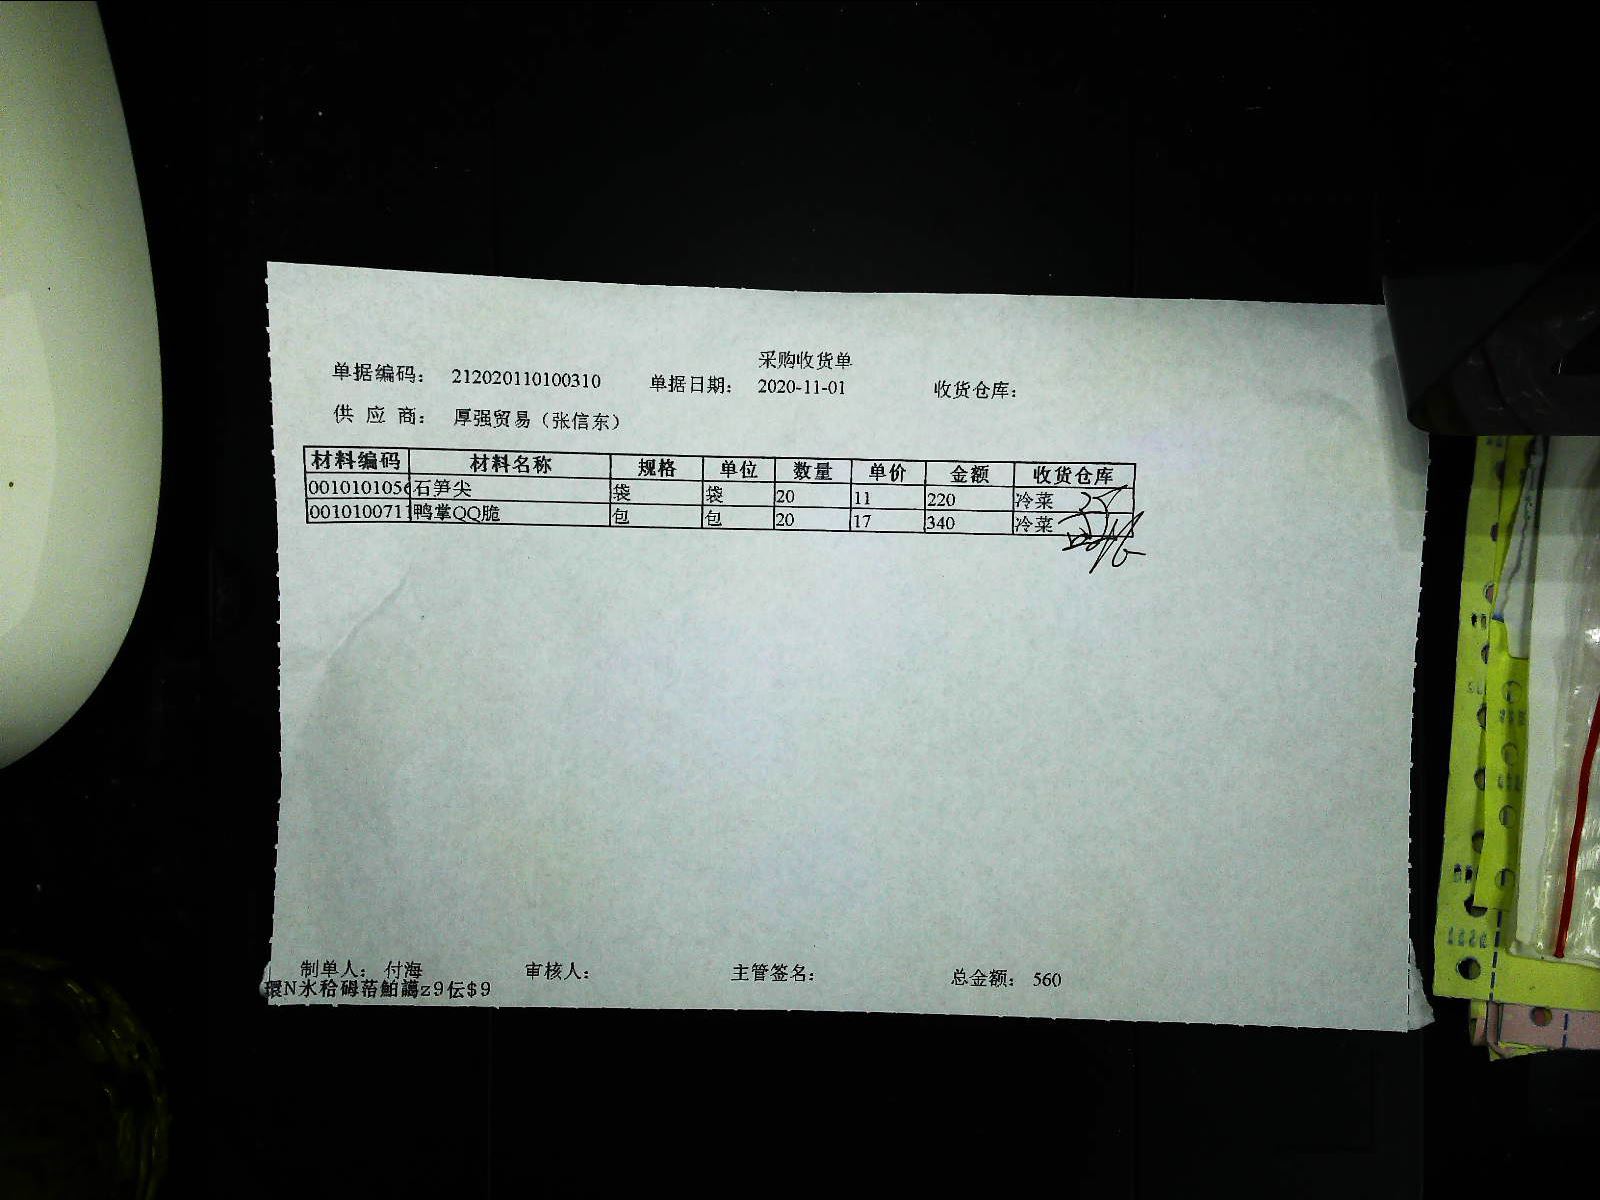 采购收货单
单据编码： 212020110100310 单据日期： 2020-11-01 收货仓库：
供 应 商： 厚强贸易（张信东）
材料编码 材料名称 规格 单位 数量 单价 金额 收货仓库
0010101056 石笋尖 袋 袋 20 11 220 冷菜
0010100711 鸭掌QQ脆 包 包 20 17 340 冷菜
制单人： 付海 审核人： 主管签名： 总金额： 560